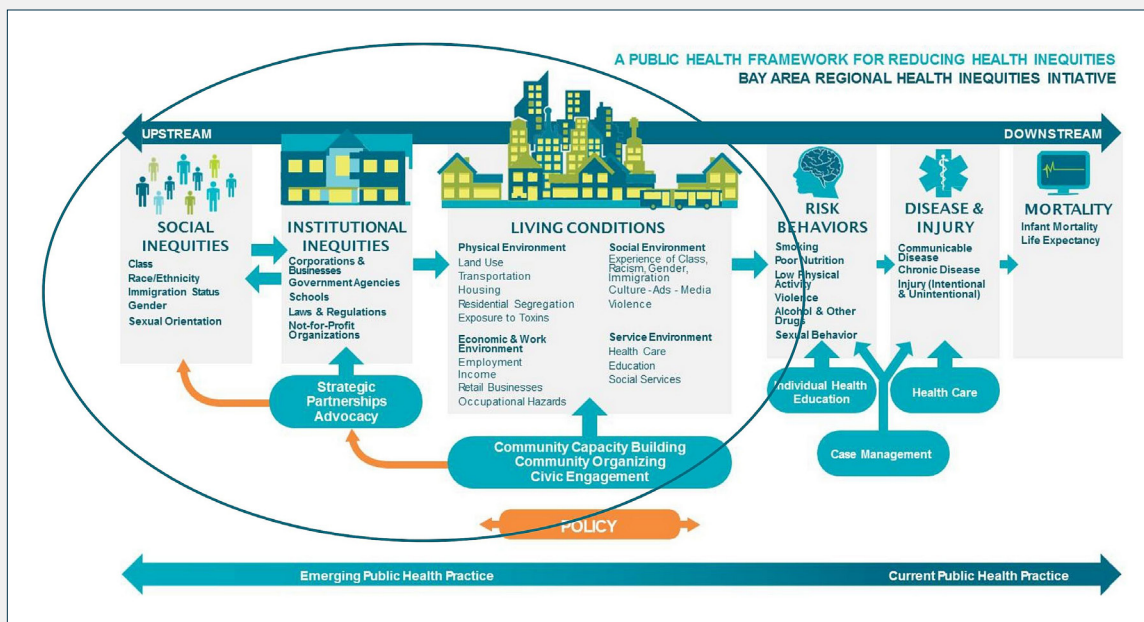 A PUBLIC HEALTH FRAMEWORK FOR REDUCING HEALTH INEQUITIES
BAY AREA REGIONAL HEALTH INEQUITIES INTIATIVE
UPSTREAM
DOWNSTREAM
SOCIAL
INEQUITIES
Class
Race/Ethnicity
Immigration Status
Gender
Sexual Orientation
INSTITUTIONAL
INEQUITIES
Corporations &
Businesses
Government Agencies
Schools
Laws & Regulations
Not-for-Profit
Organizations
LIVING CONDITIONS
Physical Environment
Land Use
Transportation
Housing
Residential Segregation
Exposure to Toxins
Economic & Work
Environment
Employment
Income
Retail Businesses
Occupational Hazards
Social Environment
Experience of Class,
Racism, Gender,
Immigration
Culture - Ads - Media
Violence
Service Environment
Health Care
Education
Social Services
RISK
BEHAVIORS
Smoking
Poor Nutrition
Low Physical
Activity
Violence
Alcohol & Other
Drugs
Sexual Behavior
DISEASE &
INJURY
Communicable
Disease
Chronic Disease
Injury (Intentional
& Unintentional)
MORTALITY
Infant Mortality
Life Expectancy
Strategic
Partnerships
Advocacy
Community Capacity Building
Community Organizing
Civic Engagement
Individual Health
Education
Health Care
Case Management
POLICY
Emerging Public Health Practice
Current Public Health Practice